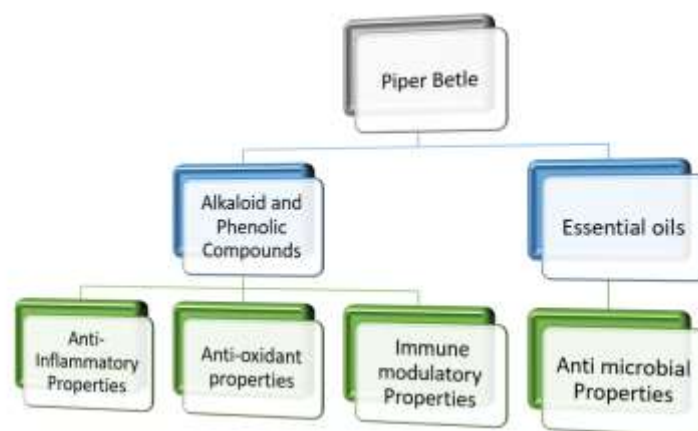 Piper Betle
Alkaloid and
Phenolic
Compounds
Essential oils
Anti-
Inflammatory
Properties
Anti-oxidant
properties
Immune
modulatory
Properties
Anti microbial
Properties